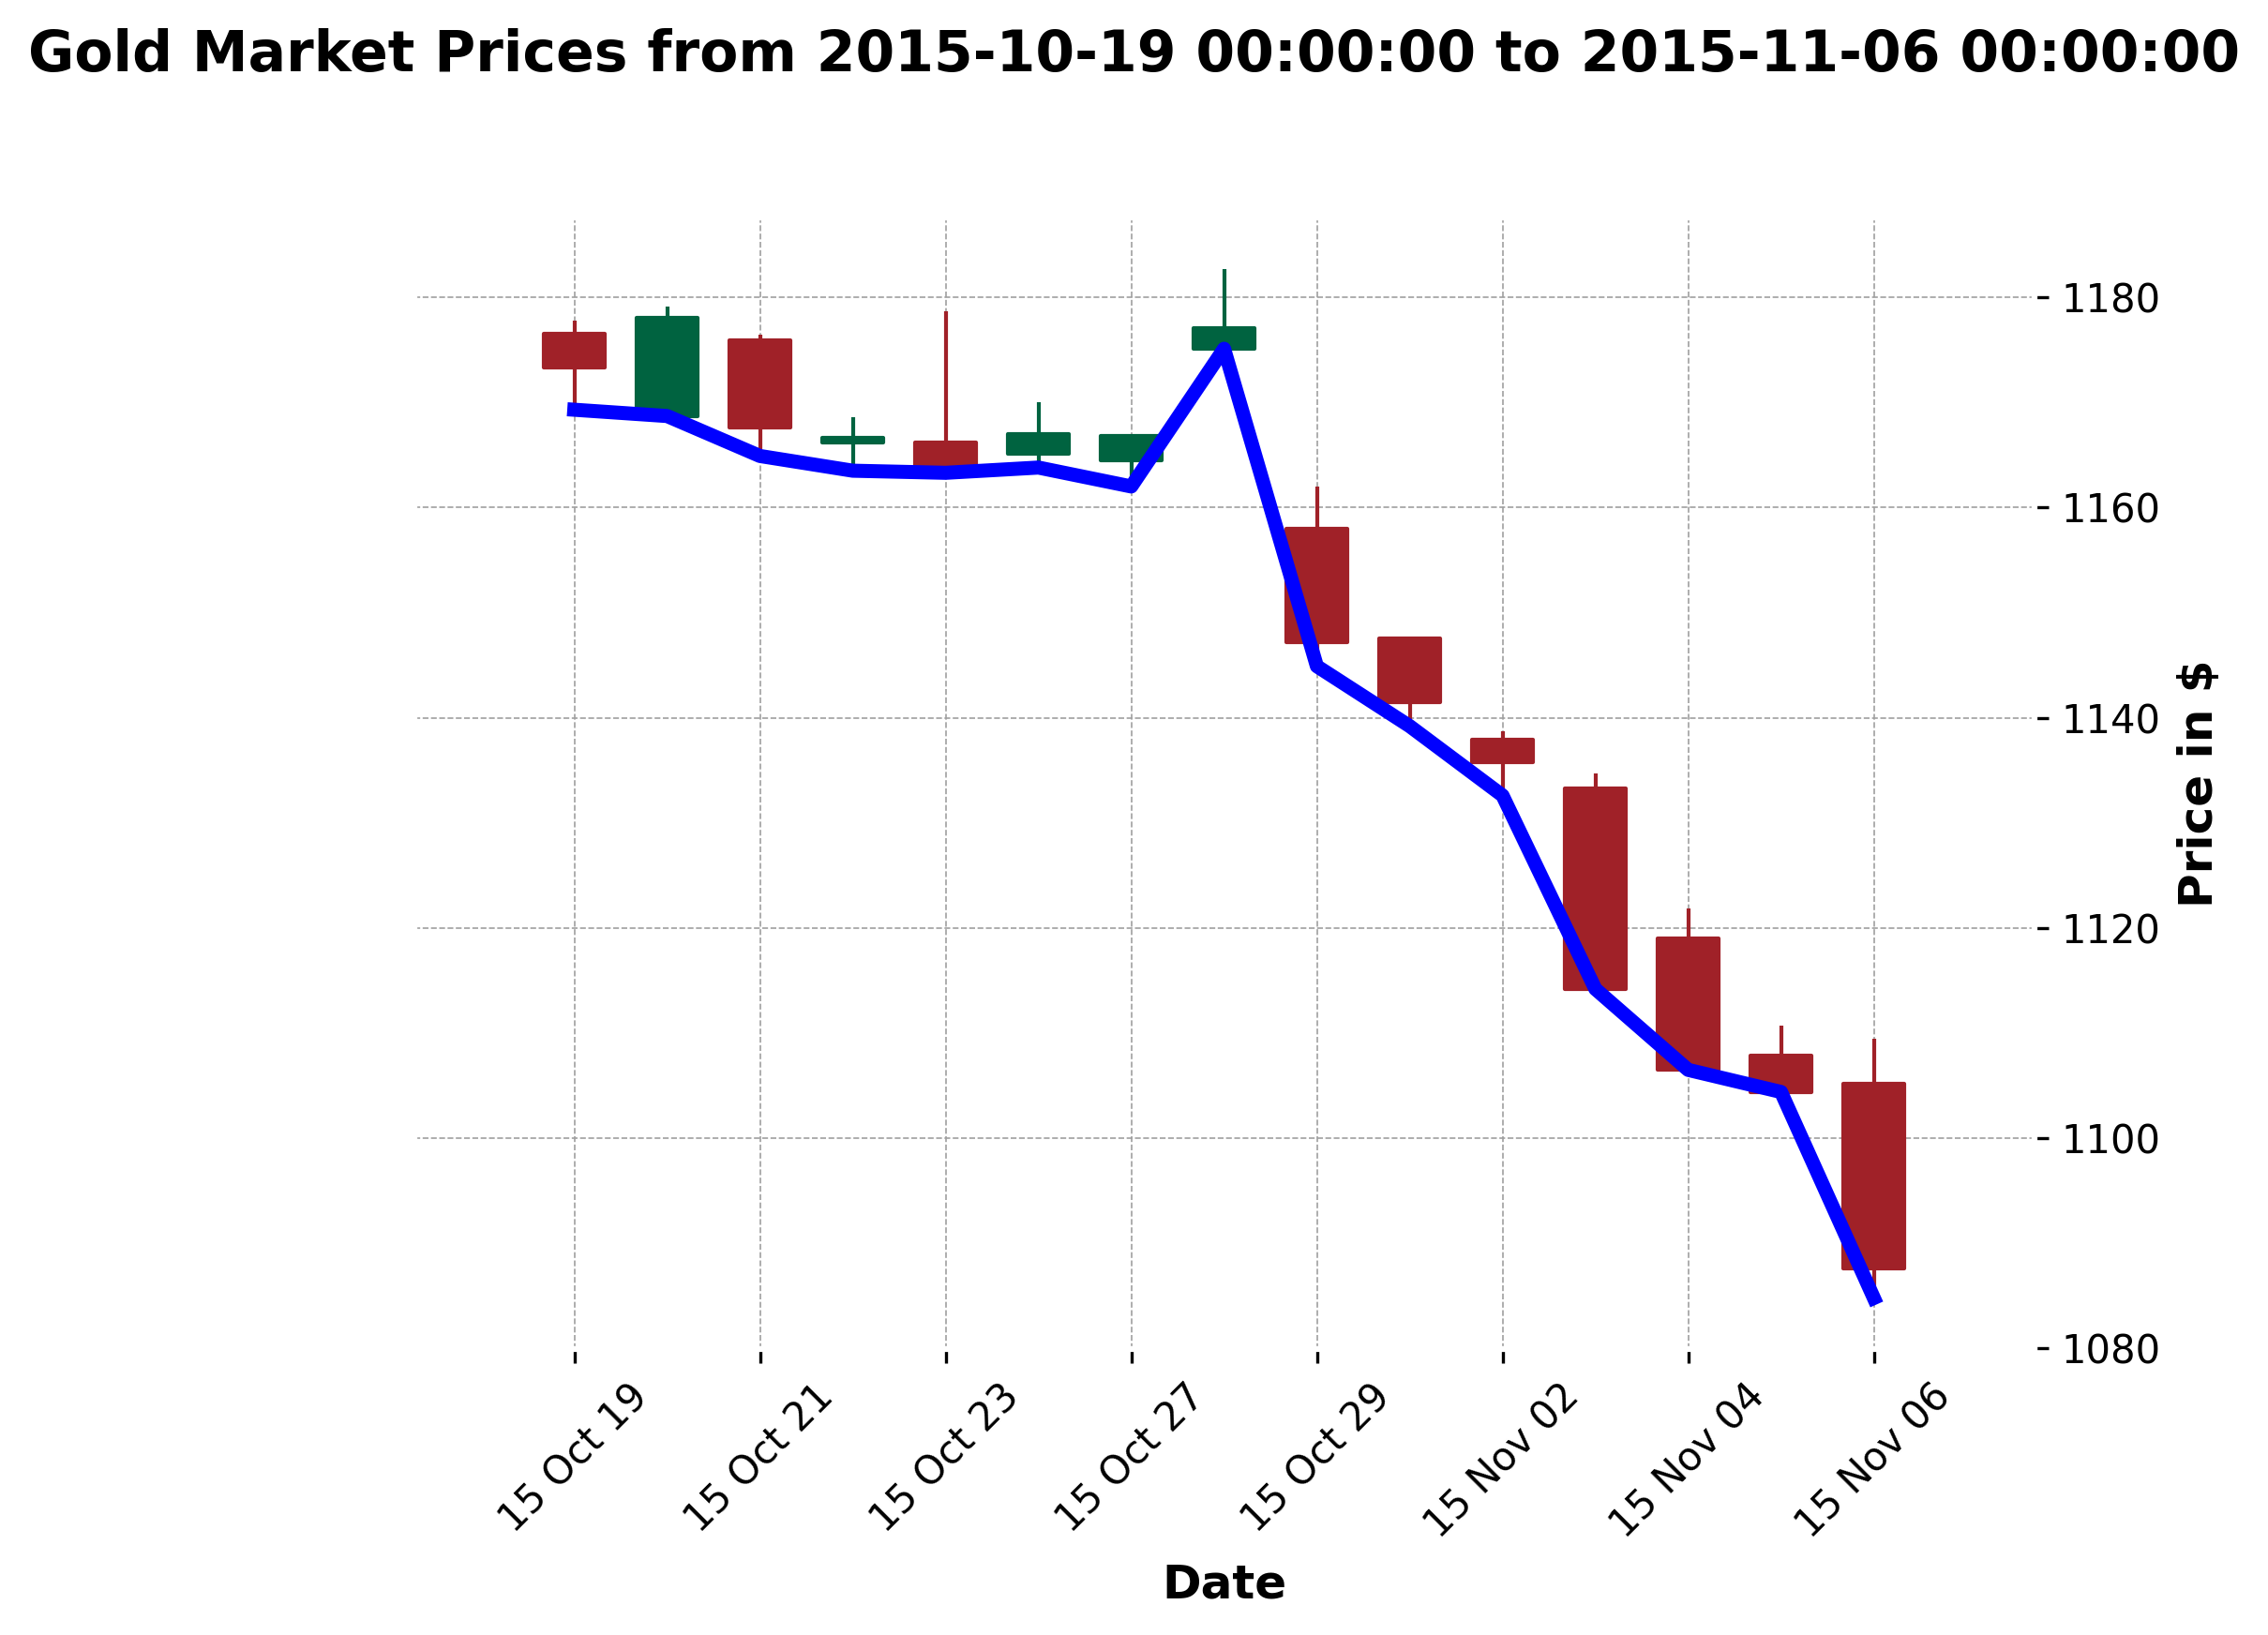 Gold Market Prices from 2015-10-19 00:00:00 to 2015-11-06 00:00:00
1180
1160
1140
1120
1100
1080
Price in $
15 Oct 19
15 Oct 21
15 Oct 23
15 Oct 27
15 Oct 29
15 Nov 02
15 Nov 04
15 Nov 06
Date